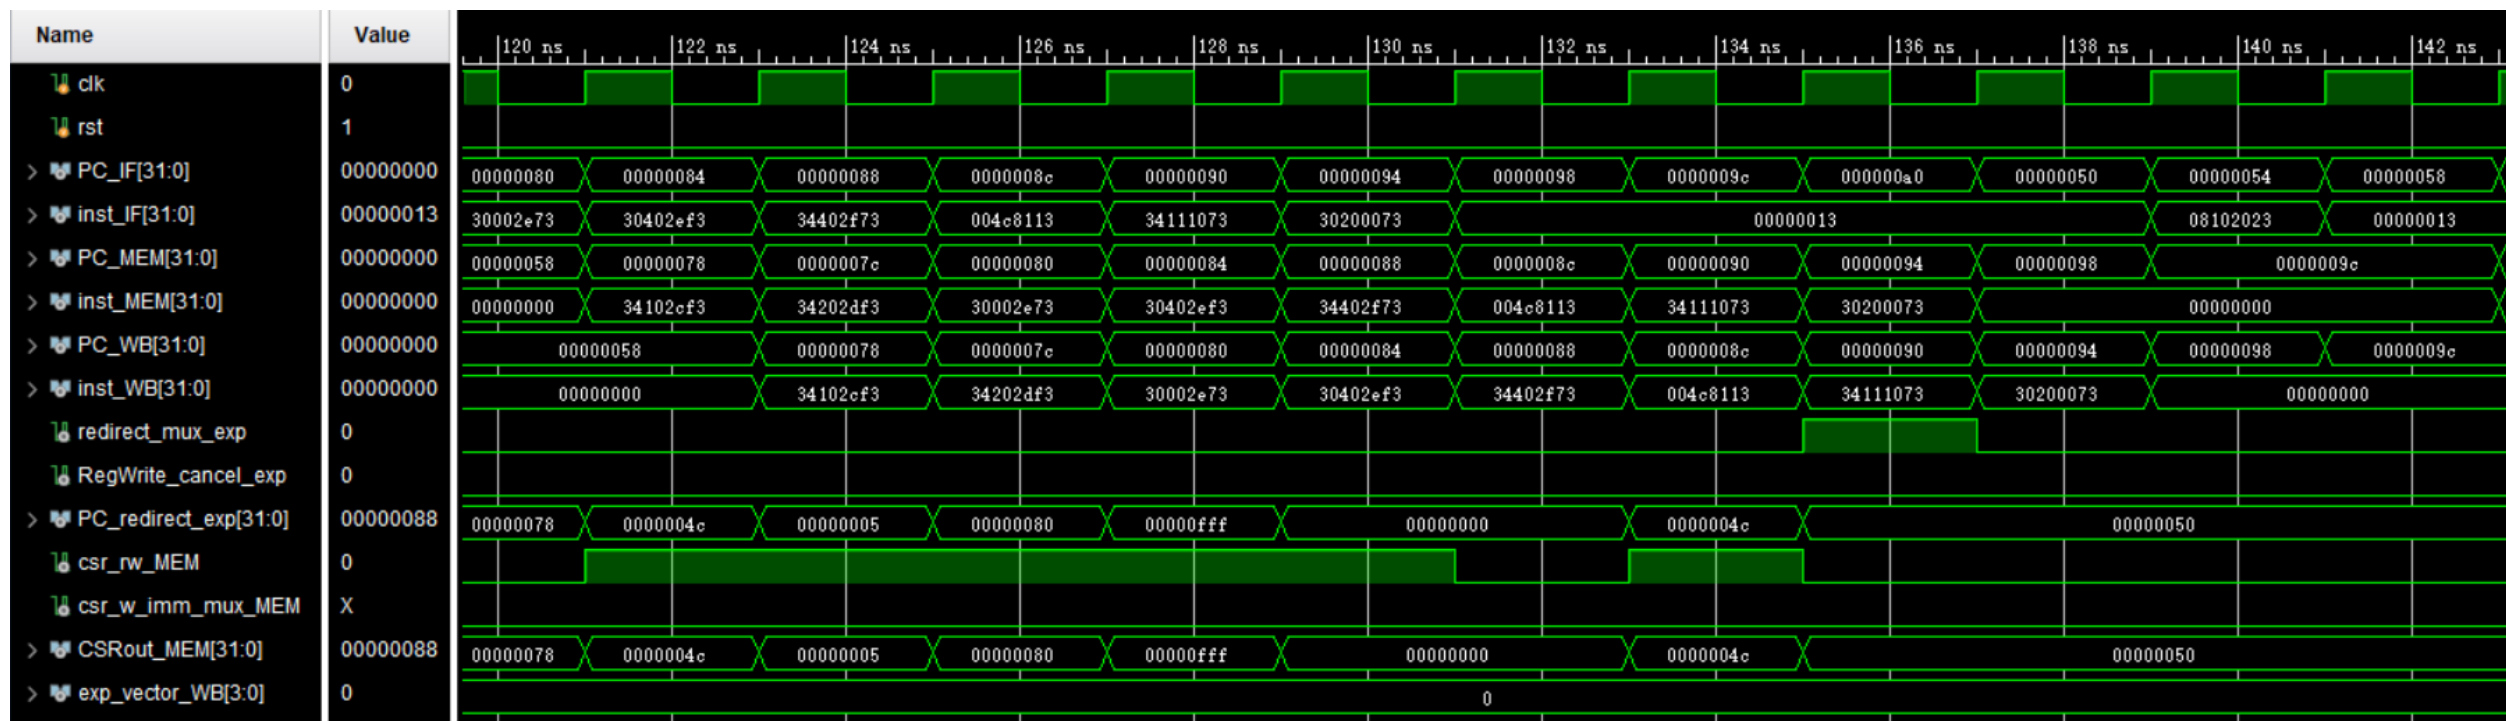 Name Value 120 ns 122 ns 124 ns 126 ns 128 ns 130 ns 132 ns 134 ns 136 ns 138 ns 140 ns 142 ns
clk 0
rst 1
PC_IF[31:0] 00000000 00000080 00000084 00000088 0000008c 00000090 00000094 00000098 0000009c 000000a0 00000050 00000054 00000058
inst_IF[31:0] 00000013 30002e73 30402ef3 34402f73 004c8113 34111073 30200073 00000013 08102023 00000013
PC_MEM[31:0] 00000000 00000058 00000078 0000007c 00000080 00000084 00000088 0000008c 00000090 00000094 00000098 0000009c
inst_MEM[31:0] 00000000 00000000 34102cf3 34202df3 30002e73 30402ef3 34402f73 004c8113 34111073 30200073 00000000
PC_WB[31:0] 00000000 00000058 00000078 0000007c 00000080 00000084 00000088 0000008c 00000090 00000094 00000098 0000009c
inst_WB[31:0] 00000000 00000000 34102cf3 34202df3 30002e73 30402ef3 34402f73 004c8113 34111073 30200073 00000000
redirect_mux_exp 0
RegWrite_cancel_exp 0
PC_redirect_exp[31:0] 00000088 00000078 0000004c 00000005 00000080 00000fff 00000000 0000004c 00000050
csr_rw_MEM 0
csr_w_imm_mux_MEM X
CSRout_MEM[31:0] 00000088 00000078 0000004c 00000005 00000080 00000fff 00000000 0000004c 00000050
exp_vector_WB[3:0] 0 0